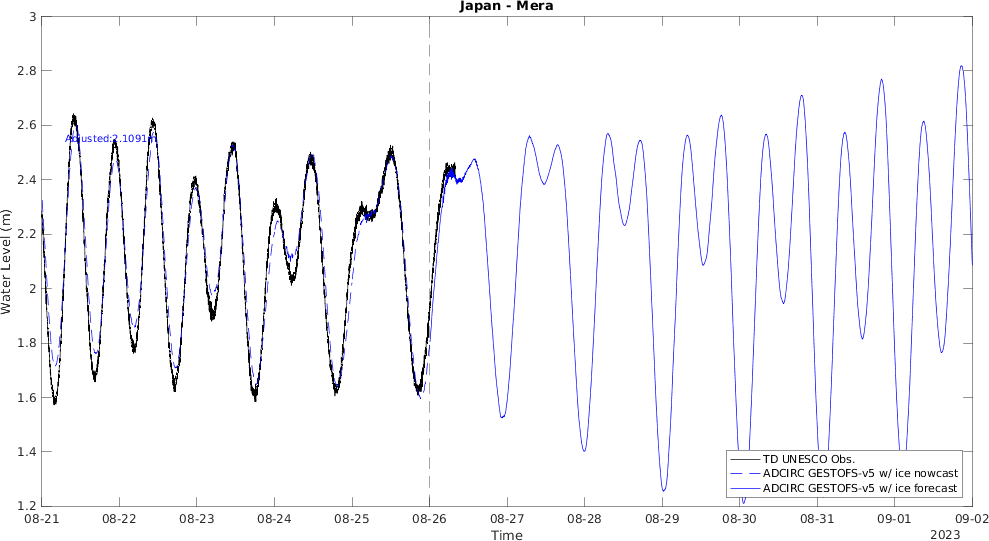 Japan - Mera
Water Level (m)
3
2.8
2.6
2.4
2.2
2
1.8
1.6
1.4
1.2
Adjusted:2.1091m
TD UNESCO Obs.
ADCIRC GESTOFS-v5 w/ ice nowcast
ADCIRC GESTOFS-v5 w/ ice forecast
08-21 08-22 08-23 08-24 08-25 08-26 08-27 08-28 08-29 08-30 08-31 09-01 09-02
Time
2023